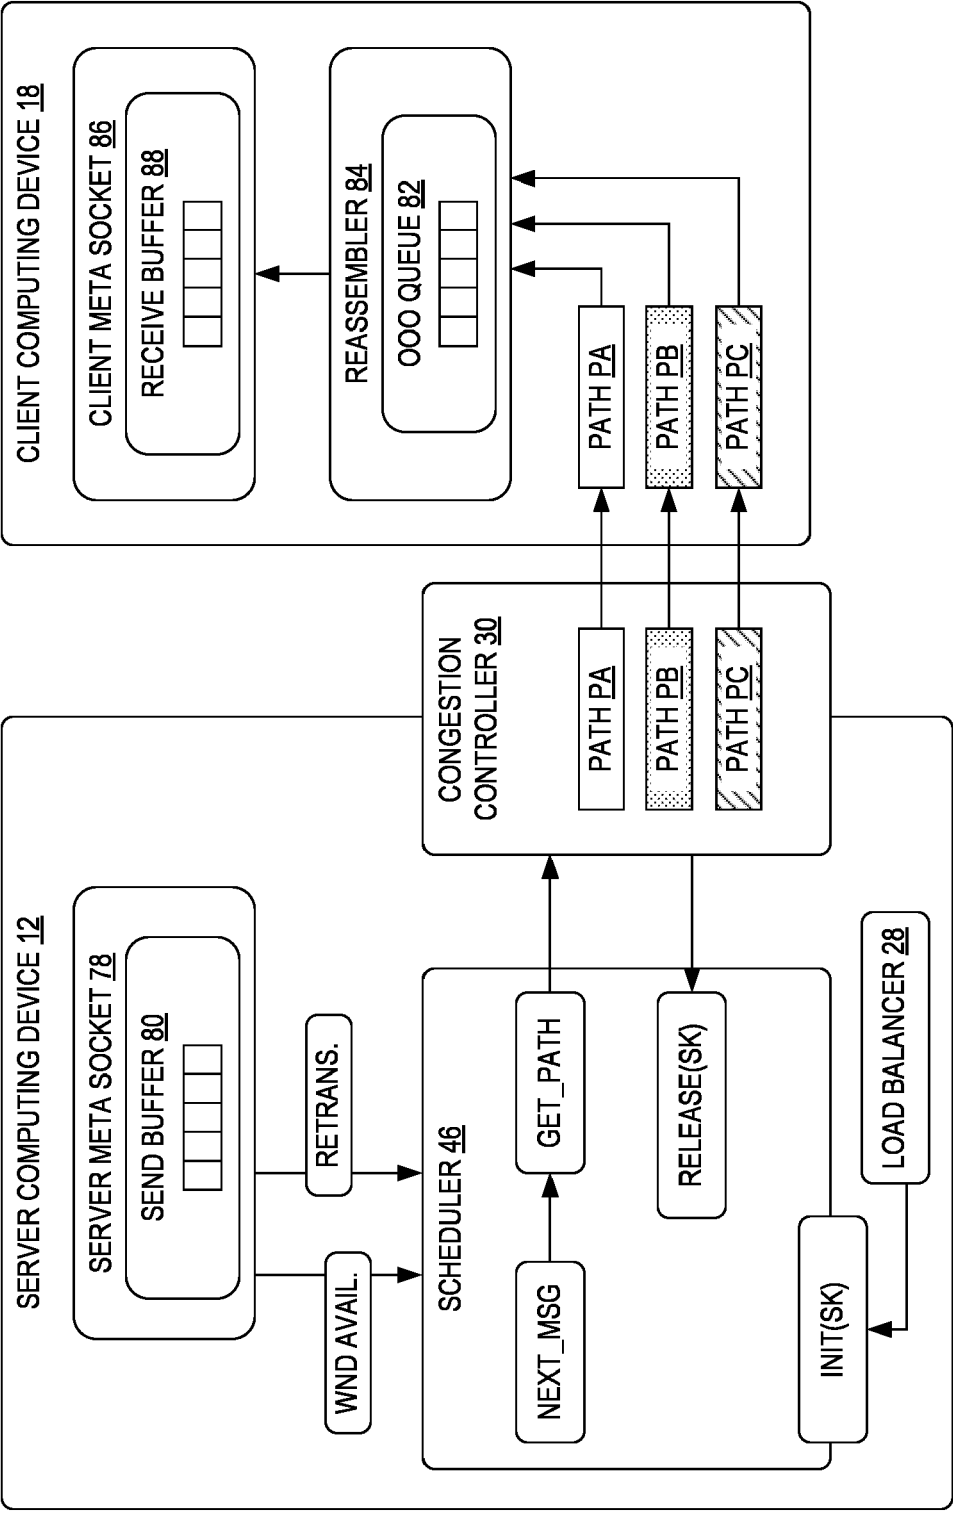 SERVER COMPUTING DEVICE 12
SERVER META SOCKET 78
SEND BUFFER 80
WND AVAIL.
RETRANS.
SCHEDULER 46
NEXT_MSG
GET_PATH
RELEASE(SK)
INIT(SK)
LOAD BALANCER 28
CONGESTION
CONTROLLER 30
PATH PA
PATH PB
PATH PC
CLIENT COMPUTING DEVICE 18
CLIENT META SOCKET 86
RECEIVE BUFFER 88
REASSEMBLER 84
OOO QUEUE 82
PATH PA
PATH PB
PATH PC